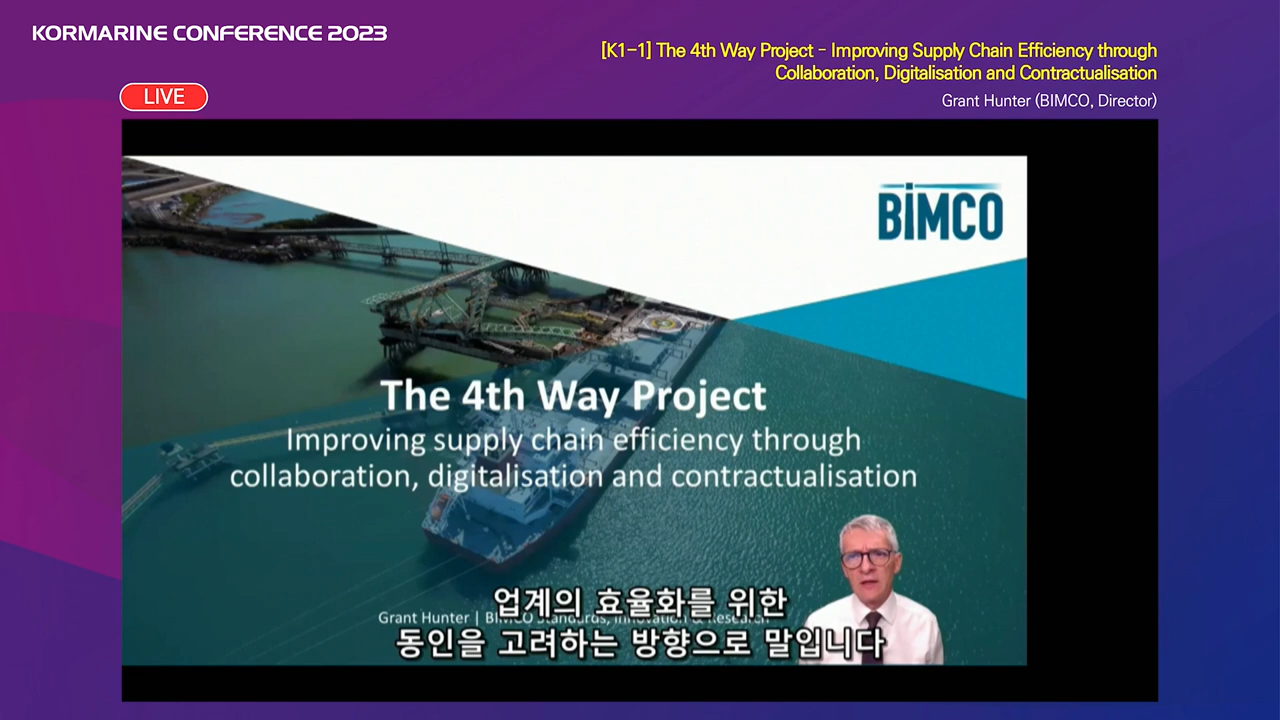 KORMARINE CONFERENCE 2023
[K1-1] The 4th Way Project - Improving Supply Chain Efficiency through
Collaboration, Digitalisation and Contractualisation
Grant Hunter (BIMCO, Director)
LIVE
BIMCO
The 4th Way Project
Improving supply chain efficiency through
collaboration, digitalisation and contractualisation
Grant Hunter | BIMCO Standards, Innovation & Research
업계의 효율화를 위한
동인을 고려하는 방향으로 말입니다